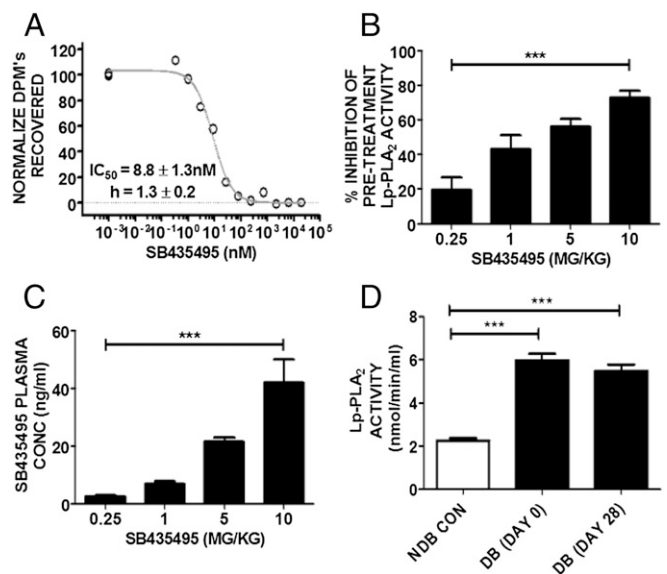 A
NORMALIZE DPM's
RECOVERED
120
100
80
60
40
20
0
IC50 = 8.8 ± 1.3nM
h = 1.3 ± 0.2
10-3 10-2 10-1 100 101 102 103 104 105
SB435495 (nM)
B
% INHIBITION OF
PRE-TREATMENT
Lp-PLA2 ACTIVITY
100
80
60
40
20
0
***
0.25 1 5 10
SB435495 (MG/KG)
C
SB435495 PLASMA
CONC (ng/ml)
60
40
20
0
***
0.25 1 5 10
SB435495 (MG/KG)
D
Lp-PLA2
ACTIVITY
(nmol/min/ml)
8
6
4
2
0
***
***
NDB CON
DB (DAY 0)
DB (DAY 28)